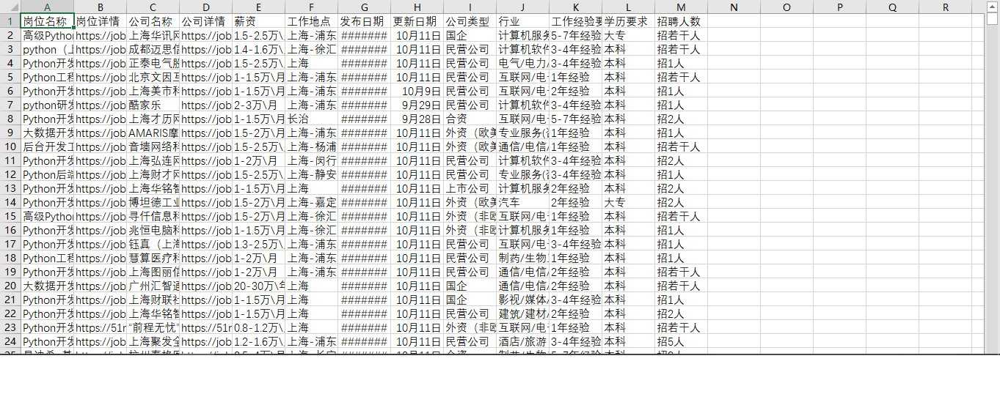 A B C D E F G H I J K L M N O P Q R
1 岗位名称 岗位详情 公司名称 公司详情 薪资 工作地点 发布日期 更新日期 公司类型 行业 工作经验要 学历要求 招聘人数
2 高级Python https://job 上海华讯网 https://job 1.5-2.5万\ 上海-浦东 ####### 10月11日 国企 计算机服务 5-7年经验 大专 招若干人
3 python（上 https://job 成都迈思信 https://job 1.4-1.6万\ 上海-徐汇 ####### 10月11日 民营公司 计算机软件 3-4年经验 本科 招若干人
4 Python开发 https://job 正泰电气股 https://job 1.5-2.5万\ 上海 ####### 10月11日 民营公司 电气/电力/ 3-4年经验 本科 招1人
5 Python工程 https://job 北京文因互 https://job 1-1.5万\月 上海-浦东 ####### 10月11日 民营公司 互联网/电 1年经验 本科 招若干人
6 Python开发 https://job 上海美市科 https://job 1-1.5万\月 上海-浦东 ####### 10月9日 民营公司 互联网/电 2年经验 本科 招1人
7 python研发 https://job 酷家乐 https://job 2-3万\月 上海-浦东 ####### 9月29日 民营公司 计算机软件 3-4年经验 本科 招1人
8 Python开发 https://job 上海才历网 https://job 1-1.5万\月 长治 ####### 9月28日 合资 互联网/电 5-7年经验 本科 招2人
9 大数据开发 https://job AMARIS摩 https://job 1.5-2万\月 上海-浦东 ####### 10月11日 外资（欧美 专业服务( 1年经验 本科 招1人
10 后台开发工 https://job 音墙网络科 https://job 1.5-2.5万\ 上海-杨浦 ####### 10月11日 外资（欧美 通信/电信/ 1年经验 本科 招若干人
11 Python开发 https://job 上海弘连网 https://job 1-2万\月 上海-闵行 ####### 10月11日 民营公司 计算机软件 3-4年经验 本科 招2人
12 Python后端 https://job 上海财才网 https://job 1.5-2.5万\ 上海-静安 ####### 10月11日 民营公司 专业服务( 3-4年经验 本科 招1人
13 Python开发 https://job 上海华铭智 https://job 1-1.5万\月 上海 ####### 10月11日 上市公司 计算机服务 2年经验 本科 招2人
14 Python开发 https://job 博坦德工业 https://job 1.5-2万\月 上海-嘉定 ####### 10月11日 外资（欧美 汽车 2年经验 大专 招2人
15 高级Python https://job 寻仟信息科 https://job 1.5-2万\月 上海-徐汇 ####### 10月11日 外资（非欧 互联网/电 1年经验 本科 招若干人
16 Python开发 https://job 兆恒电脑科 https://job 1-1.5万\月 上海-徐汇 ####### 10月11日 外资（非欧 计算机服务 1年经验 本科 招1人
17 Python开发 https://job 钰真（上海 https://job 1.3-2.5万\ 上海-浦东 ####### 10月11日 民营公司 互联网/电 3-4年经验 本科 招1人
18 Python工程 https://job 慧算医疗科 https://job 1-2万\月 上海-浦东 ####### 10月11日 民营公司 制药/生物 1年经验 本科 招1人
19 Python开发 https://job 上海图丽信 https://job 1-2万\月 上海-浦东 ####### 10月11日 民营公司 通信/电信/ 2年经验 本科 招若干人
20 大数据开发 https://job 广州汇智通 https://job 20-30万\年 上海 ####### 10月11日 国企 通信/电信/ 2年经验 本科 招若干人
21 Python开发 https://job 上海财联社 https://job 1-1.5万\月 上海 ####### 10月11日 国企 影视/媒体/ 3-4年经验 本科 招1人
22 Python开发 https://job 上海华铭智 https://job 1-1.5万\月 上海 ####### 10月11日 民营公司 建筑/建材/ 2年经验 本科 招2人
23 Python开发 https://51r “前程无忧” https://51r 0.8-1.2万\ 上海 ####### 10月11日 外资（非欧 互联网/电 1年经验 本科 招若干人
24 Python开发 https://job 上海聚发全 https://job 1.2-1.6万\ 上海-浦东 ####### 10月11日 民营公司 酒店/旅游 3-4年经验 本科 招5人